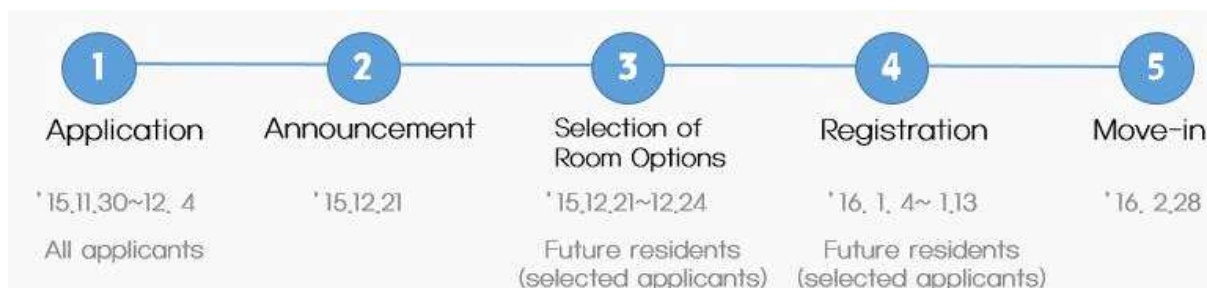 1 2 3 4 5
Application Announcement Selection of Room Options Registration Move-in
'15.11.30~12. 4 '15.12.21 '15.12.21~12.24 '16. 1. 4~ 1.13 '16. 2.28
All applicants Future residents Future residents
(selected applicants) (selected applicants)